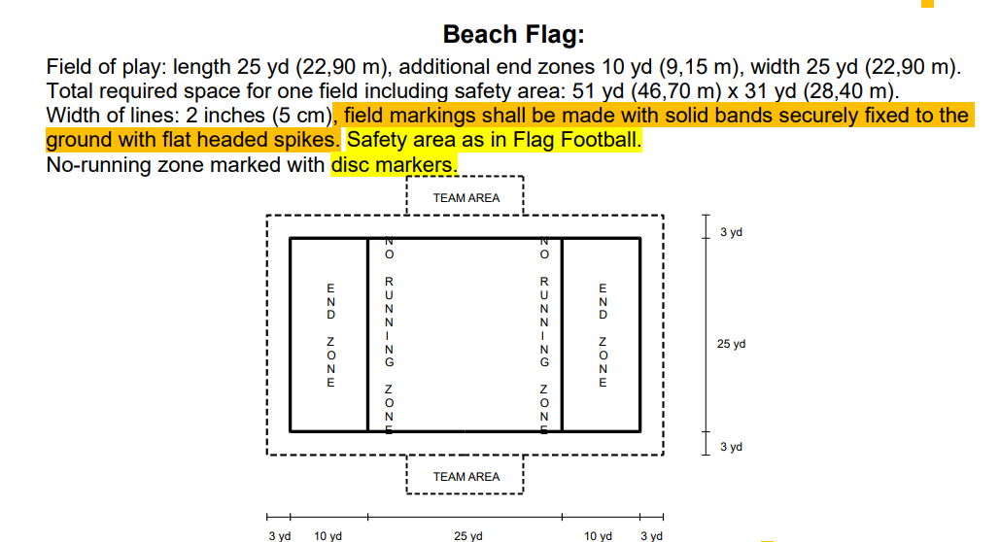 Beach Flag:
Field of play: length 25 yd (22,90 m), additional end zones 10 yd (9,15 m), width 25 yd (22,90 m).
Total required space for one field including safety area: 51 yd (46,70 m) x 31 yd (28,40 m).
Width of lines: 2 inches (5 cm), field markings shall be made with solid bands securely fixed to the
ground with flat headed spikes. Safety area as in Flag Football.
No-running zone marked with disc markers.
TEAM AREA
3 yd
END ZONE
NO RUNNING ZONE
NO RUNNING ZONE
END ZONE
25 yd
3 yd
TEAM AREA
3 yd 10 yd 25 yd 10 yd 3 yd